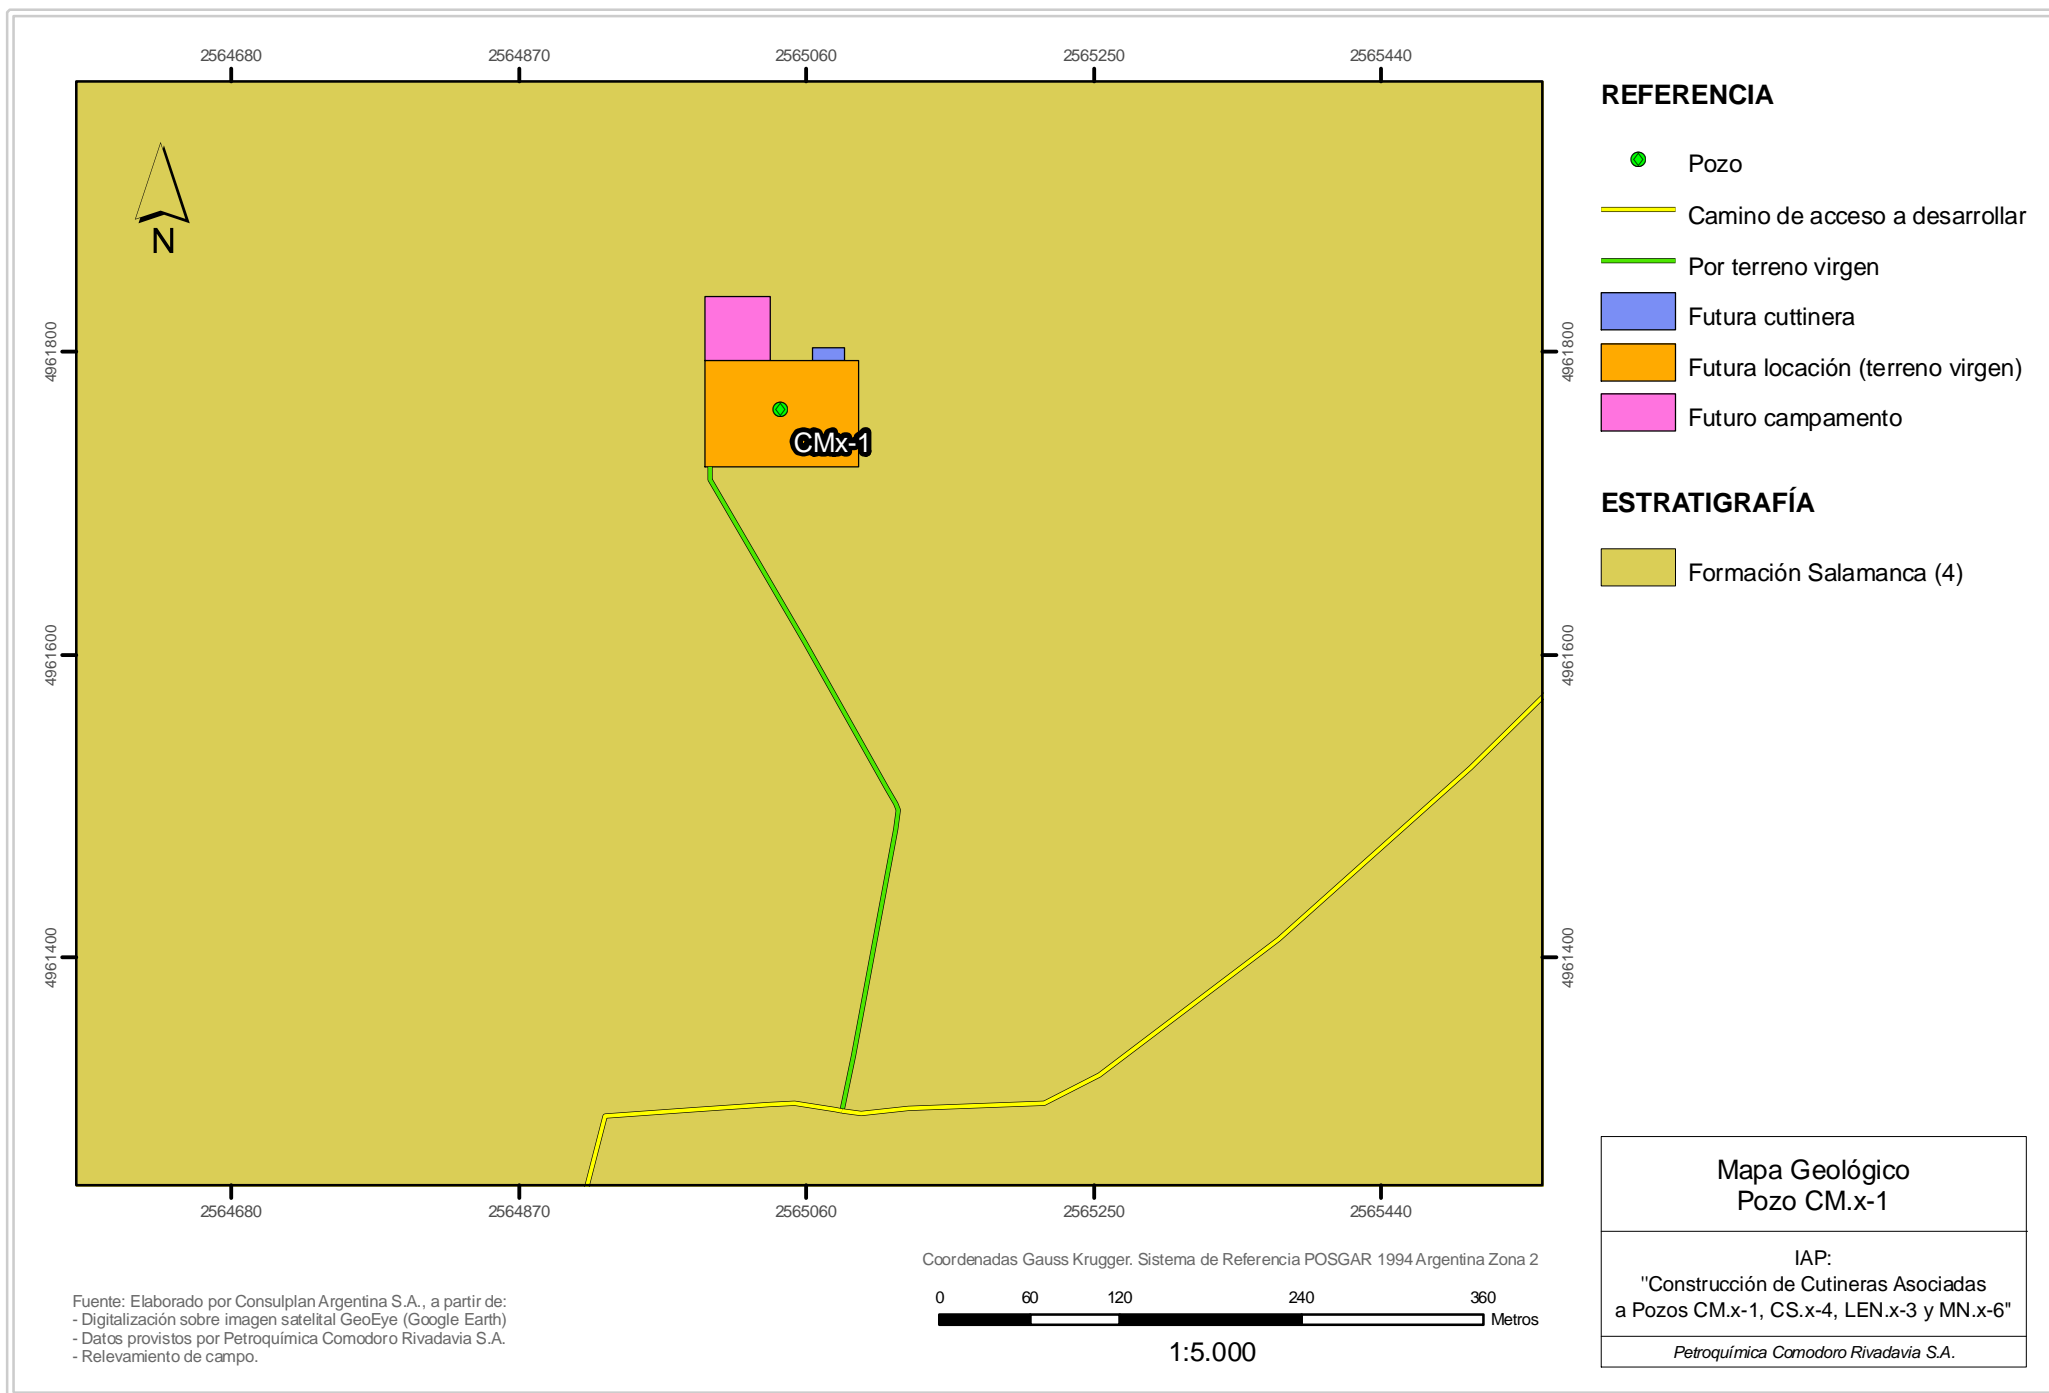 2564680 2564870 2565060 2565250 2565440
N
4961800
4961600
4961400
4961800
4961600
4961400
CMx-1
2564680 2564870 2565060 2565250 2565440
REFERENCIA
Pozo
Camino de acceso a desarrollar
Por terreno virgen
Futura cuttinera
Futura locación (terreno virgen)
Futuro campamento
ESTRATIGRAFÍA
Formación Salamanca (4)
Coordenadas Gauss Krugger. Sistema de Referencia POSGAR 1994 Argentina Zona 2
0 60 120 240 360
Metros
1:5.000
Fuente: Elaborado por Consulplan Argentina S.A., a partir de:
- Digitalización sobre imagen satelital GeoEye (Google Earth)
- Datos provistos por Petroquímica Comodoro Rivadavia S.A.
- Relevamiento de campo.
Mapa Geológico
Pozo CM.x-1
IAP:
"Construcción de Cutineras Asociadas
a Pozos CM.x-1, CS.x-4, LEN.x-3 y MN.x-6"
Petroquímica Comodoro Rivadavia S.A.